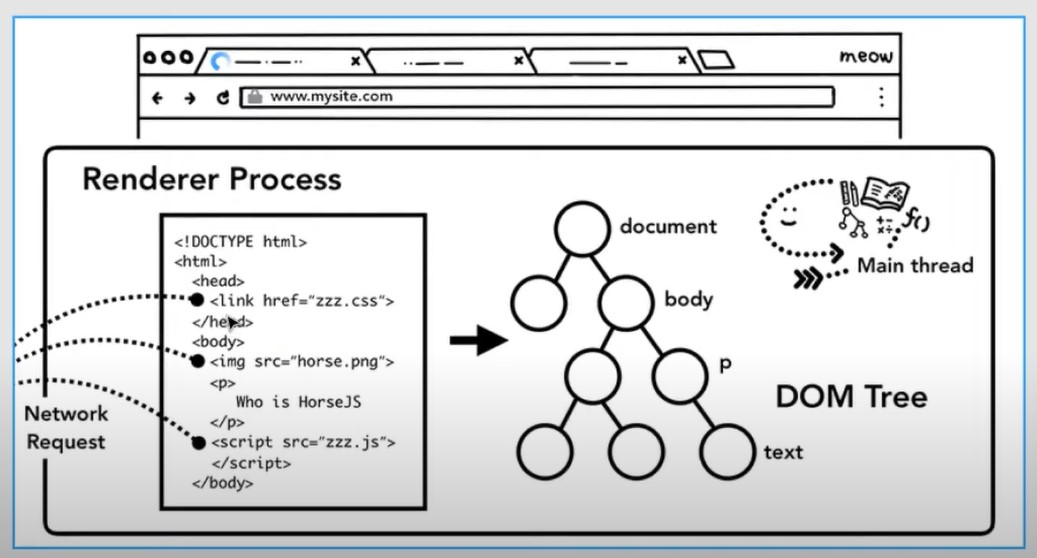 meow
www.mysite.com
Renderer Process
<!DOCTYPE html>
<html>
<head>
<link href="zzz.css">
</head>
<body>
<img src="horse.png">
<p>
Who is HorseJS
</p>
<script src="zzz.js">
</script>
</body>
Network
Request
document
body
p
text
DOM Tree
f()
Main thread